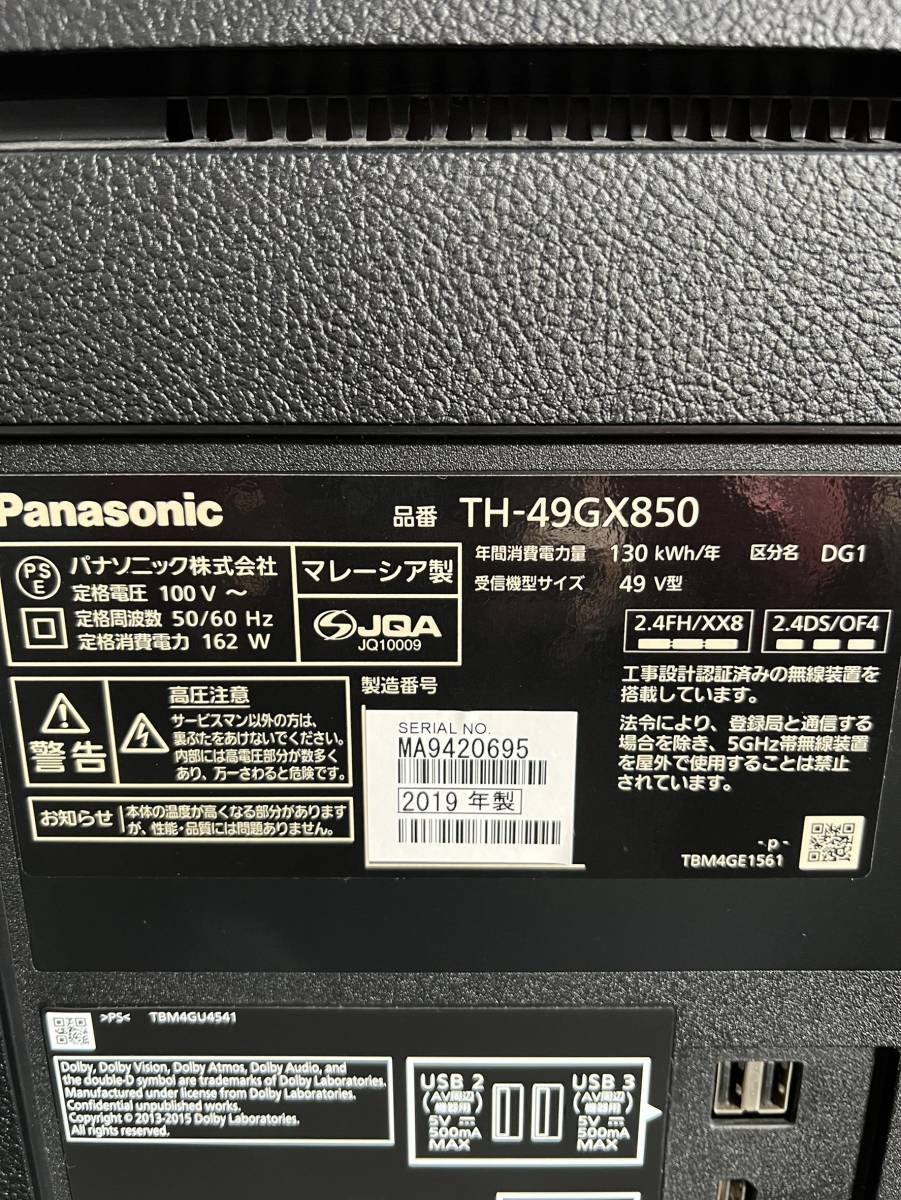 Panasonic
品番 TH-49GX850
PS
E
パナソニック株式会社
定格電圧 100 V ～
定格周波数 50/60 Hz
定格消費電力 162 W
マレーシア製
JQA
JQ10009
年間消費電力量 130 kWh/年 区分名 DG1
受信機型サイズ 49 V型
2.4FH/XX8
2.4DS/OF4
工事設計認証済みの無線装置を
搭載しています。
法令により、登録局と通信する
場合を除き、5GHz帯無線装置
を屋外で使用することは禁止
されています。
警告
高圧注意
サービスマン以外の方は、
裏ぶたをあけないでください。
内部には高電圧部分が数多く
あり、万一さわると危険です。
お知らせ
本体の温度が高くなる部分があります
が、性能・品質には問題ありません。
製造番号
SERIAL NO.
MA9420695
2019 年製
-p-
TBM4GE1561
>PS< TBM4GU4541
Dolby, Dolby Vision, Dolby Atmos, Dolby Audio, and
the double-D symbol are trademarks of Dolby Laboratories.
Manufactured under license from Dolby Laboratories.
Confidential unpublished works.
Copyright © 2013-2015 Dolby Laboratories.
All rights reserved.
USB 2
(AV周辺
機器用)
5V ⎓
500mA
MAX
USB 3
(AV周辺
機器用)
5V ⎓
500mA
MAX